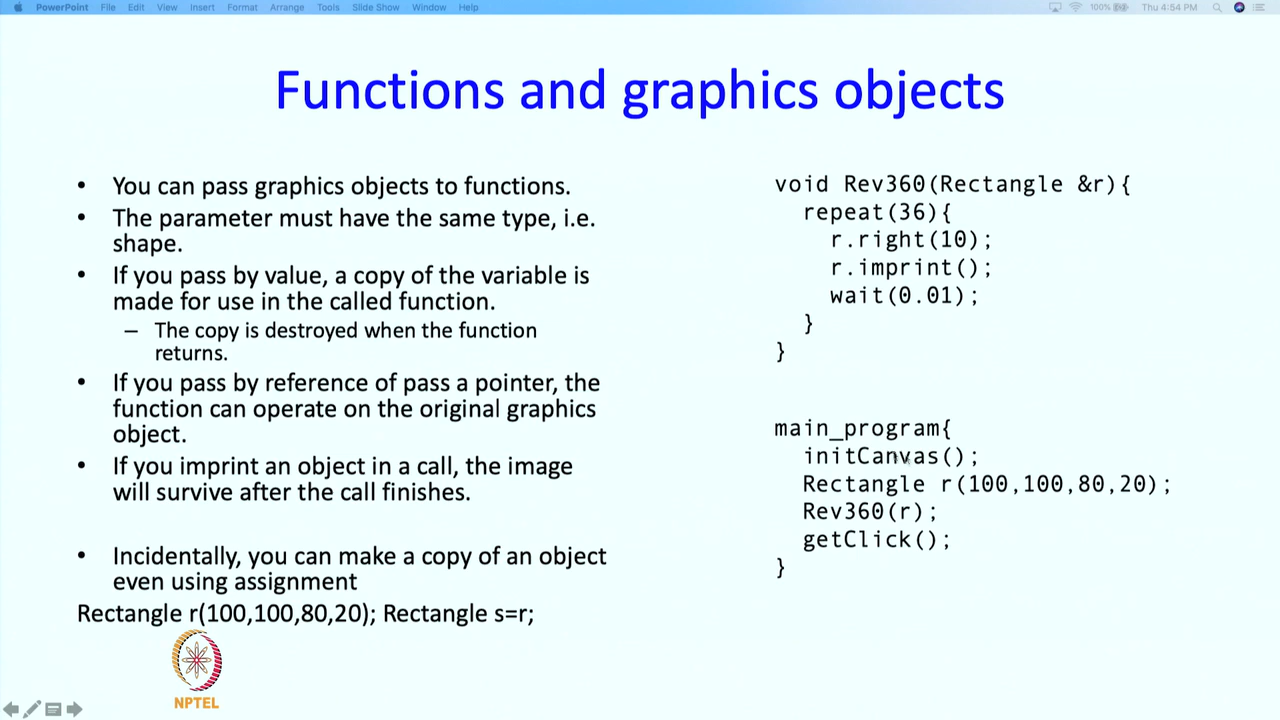 PowerPoint File Edit View Insert Format Arrange Tools Slide Show Window Help 100% Thu 4:54 PM
Functions and graphics objects
• You can pass graphics objects to functions.
• The parameter must have the same type, i.e.
shape.
• If you pass by value, a copy of the variable is
made for use in the called function.
– The copy is destroyed when the function
returns.
• If you pass by reference of pass a pointer, the
function can operate on the original graphics
object.
• If you imprint an object in a call, the image
will survive after the call finishes.
• Incidentally, you can make a copy of an object
even using assignment
Rectangle r(100,100,80,20); Rectangle s=r;
void Rev360(Rectangle &r){
repeat(36){
r.right(10);
r.imprint();
wait(0.01);
}
}
main_program{
initCanvas();
Rectangle r(100,100,80,20);
Rev360(r);
getClick();
}
NPTEL